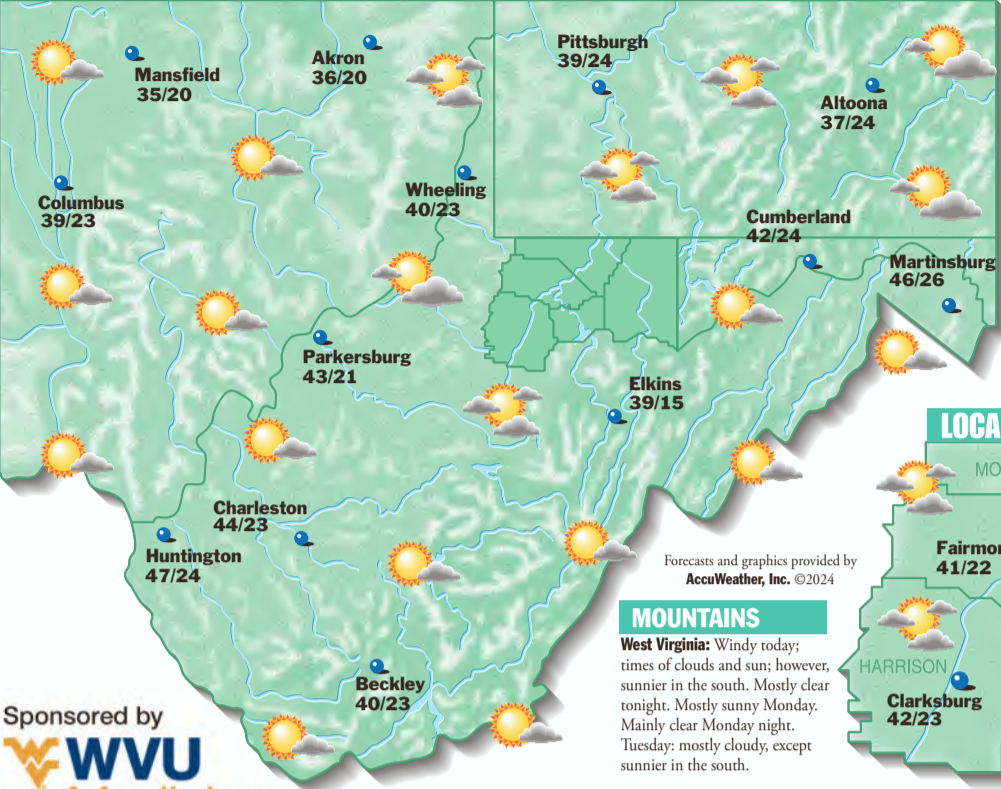 Mansfield
35/20
Akron
36/20
Pittsburgh
39/24
Altoona
37/24
Columbus
39/23
Wheeling
40/23
Cumberland
42/24
Martinsburg
46/26
Parkersburg
43/21
Elkins
39/15
Charleston
44/23
Huntington
47/24
Beckley
40/23
Forecasts and graphics provided by
AccuWeather, Inc. ©2024
MOUNTAINS
West Virginia: Windy today;
times of clouds and sun; however,
sunnier in the south. Mostly clear
tonight. Mostly sunny Monday.
Mainly clear Monday night.
Tuesday: mostly cloudy, except
sunnier in the south.
LOCA
MO
Fairmo
41/22
HARRISON
Clarksburg
42/23
Sponsored by
WVU